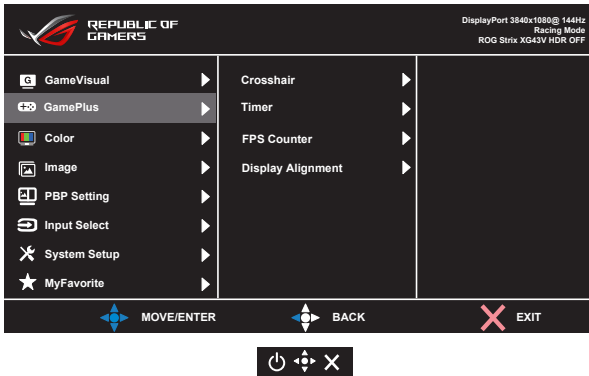 REPUBLIC OF
GAMERS
DisplayPort 3840x1080@ 144Hz
Racing Mode
ROG Strix XG43V HDR OFF
G GameVisual
GamePlus
Color
Image
PBP Setting
Input Select
System Setup
MyFavorite
Crosshair
Timer
FPS Counter
Display Alignment
MOVE/ENTER
BACK
EXIT